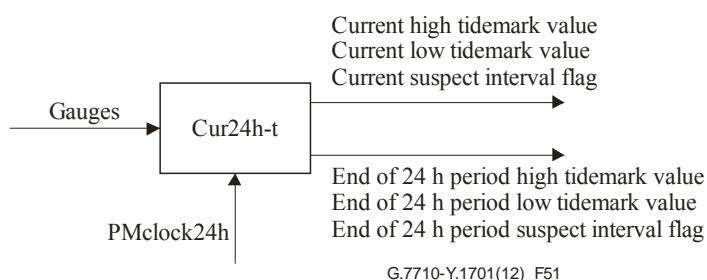 Current high tidemark value
Current low tidemark value
Current suspect interval flag
Gauges
Cur24h-t
End of 24 h period high tidemark value
End of 24 h period low tidemark value
End of 24 h period suspect interval flag
PMclock24h
G.7710-Y.1701(12)_F51